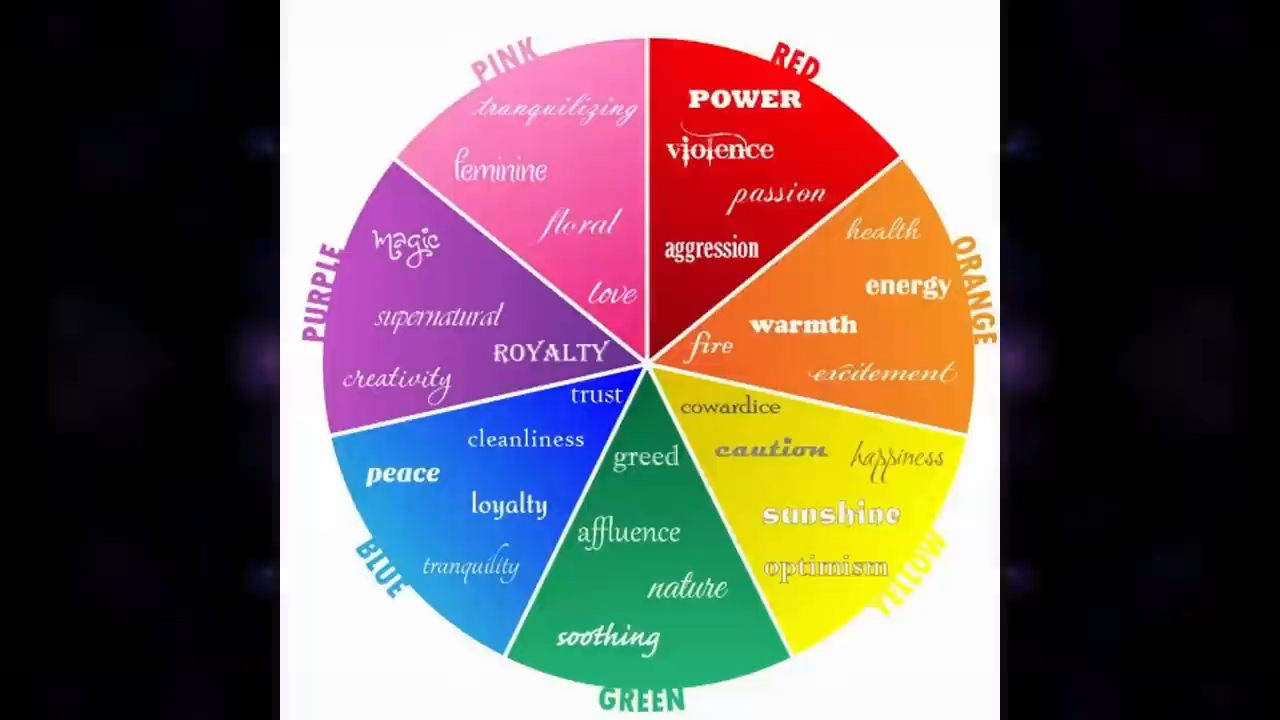 PINK
tranquilizing
feminine
floral
love
RED
POWER
violence
passion
aggression
ORANGE
health
energy
warmth
fire
excitement
YELLOW
cowardice
caution
happiness
sunshine
optimism
GREEN
greed
affluence
nature
soothing
BLUE
trust
cleanliness
peace
loyalty
tranquility
PURPLE
magic
supernatural
ROYALTY
creativity